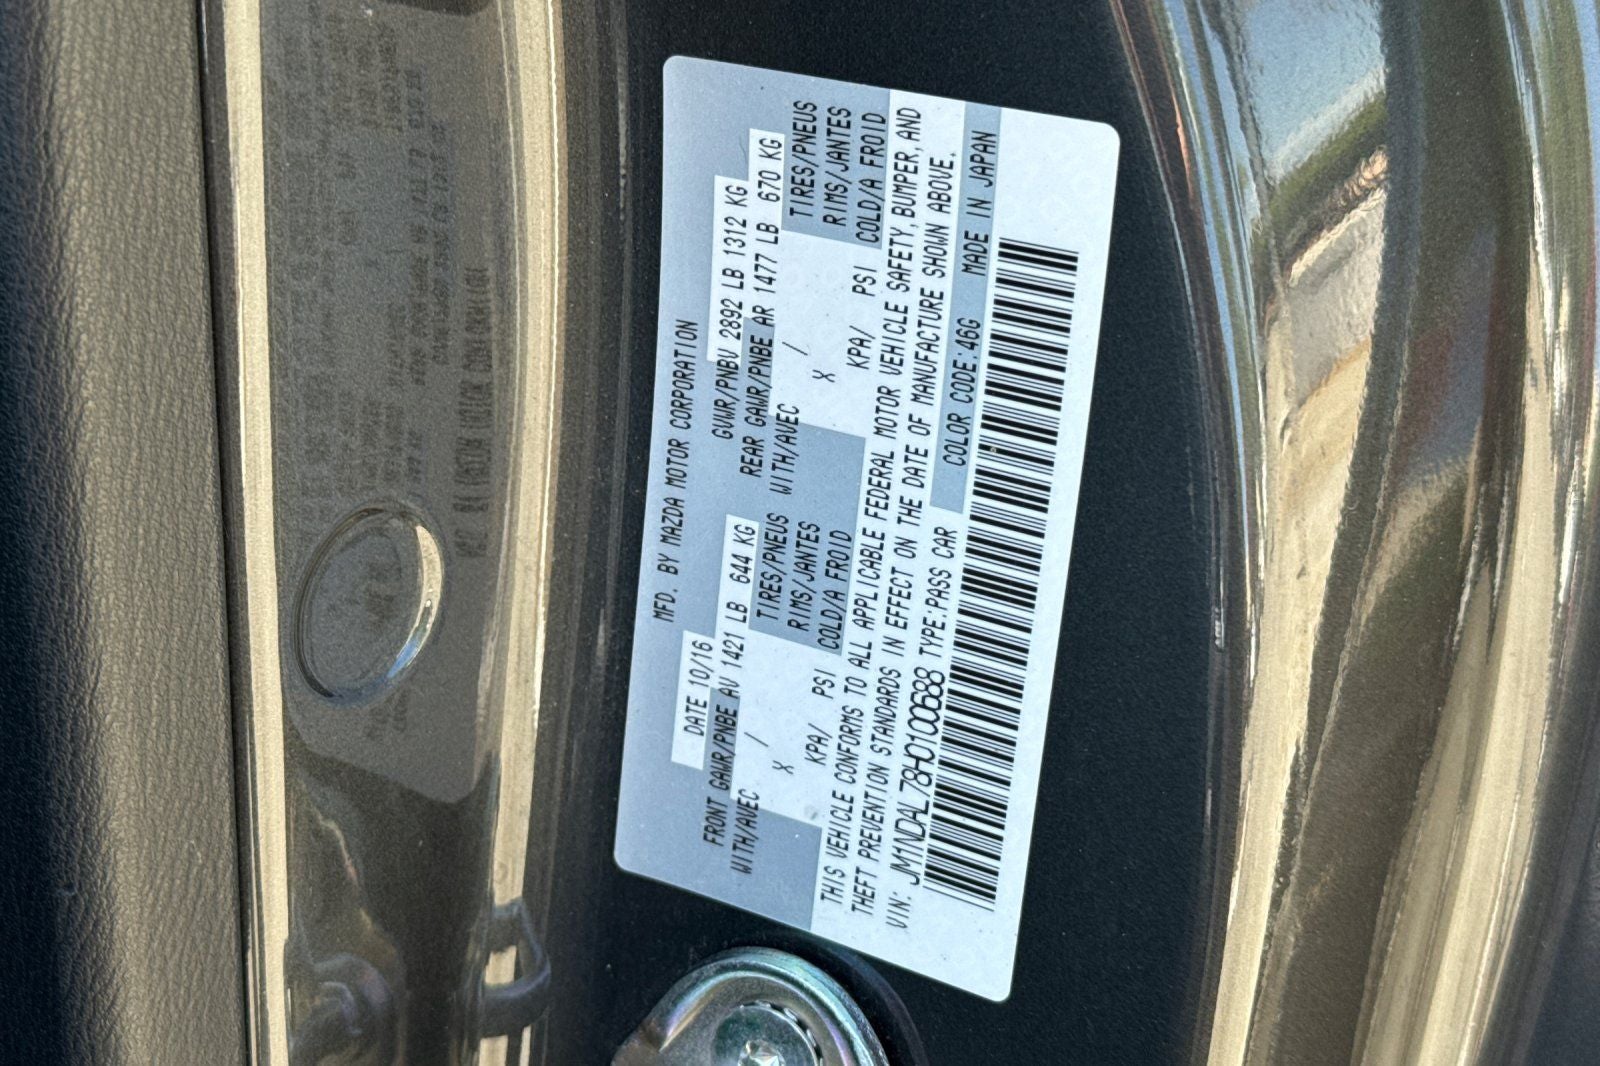 MFD. BY MAZDA MOTOR CORPORATION
DATE 10/16 GVWR/PNBV 2892 LB 1312 KG
FRONT GAWR/PNBE AV 1421 LB 644 KG REAR GAWR/PNBE AR 1477 LB 670 KG
WITH/AVEC TIRES/PNEUS WITH/AVEC TIRES/PNEUS
X / RIMS/JANTES X / RIMS/JANTES
KPA/ PSI COLD/A FROID KPA/ PSI COLD/A FROID
THIS VEHICLE CONFORMS TO ALL APPLICABLE FEDERAL MOTOR VEHICLE SAFETY, BUMPER, AND
THEFT PREVENTION STANDARDS IN EFFECT ON THE DATE OF MANUFACTURE SHOWN ABOVE.
VIN: JM1NDAL78H0100688 TYPE:PASS CAR COLOR CODE:46G MADE IN JAPAN